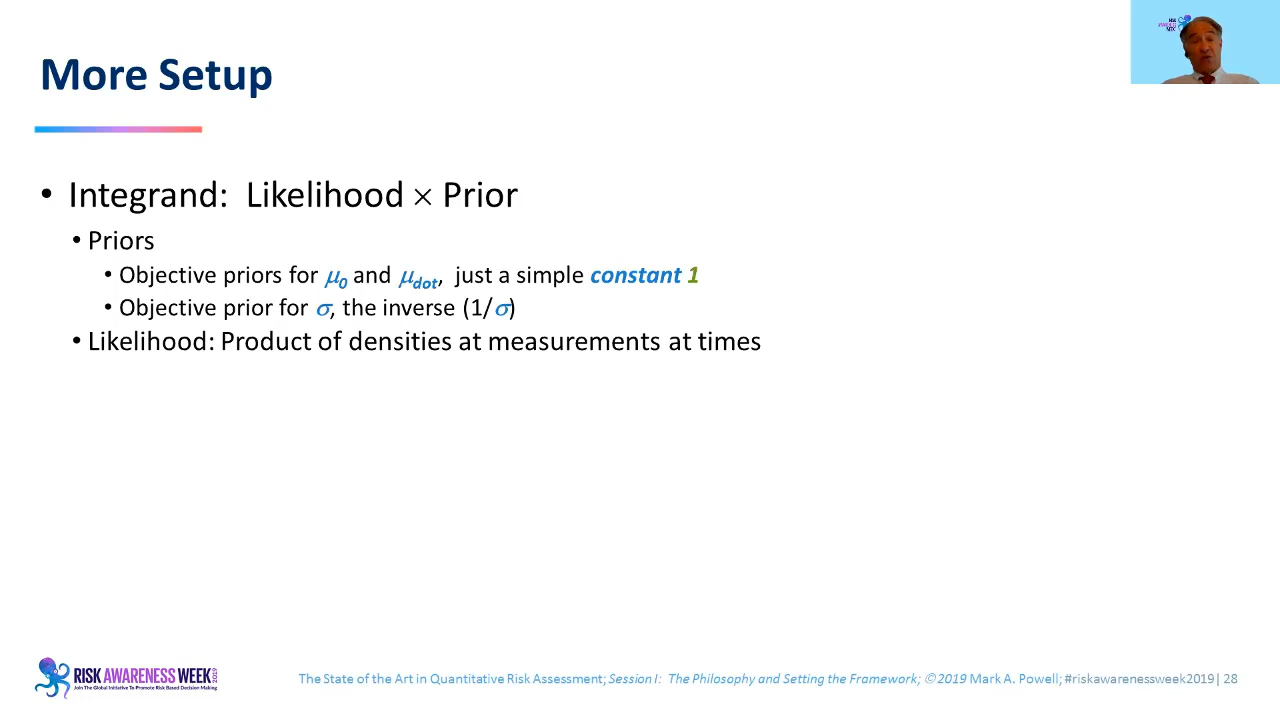 More Setup
• Integrand: Likelihood × Prior
• Priors
• Objective priors for μ0 and μdot, just a simple constant 1
• Objective prior for σ, the inverse (1/σ)
• Likelihood: Product of densities at measurements at times
RISK AWARENESS WEEK 2019
Join The Global Initiative To Promote Risk Based Decision Making
The State of the Art in Quantitative Risk Assessment; Session I: The Philosophy and Setting the Framework; ©2019 Mark A. Powell; #riskawarenessweek2019| 28